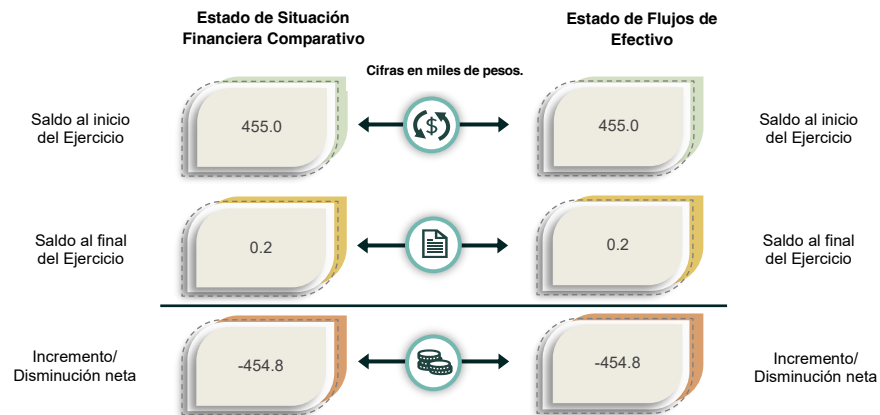 Estado de Situación
Financiera Comparativo
Estado de Flujos de
Efectivo
Cifras en miles de pesos.
Saldo al inicio
del Ejercicio
455.0
$
455.0
Saldo al inicio
del Ejercicio
Saldo al final
del Ejercicio
0.2
0.2
Saldo al final
del Ejercicio
Incremento/
Disminución neta
-454.8
-454.8
Incremento/
Disminución neta